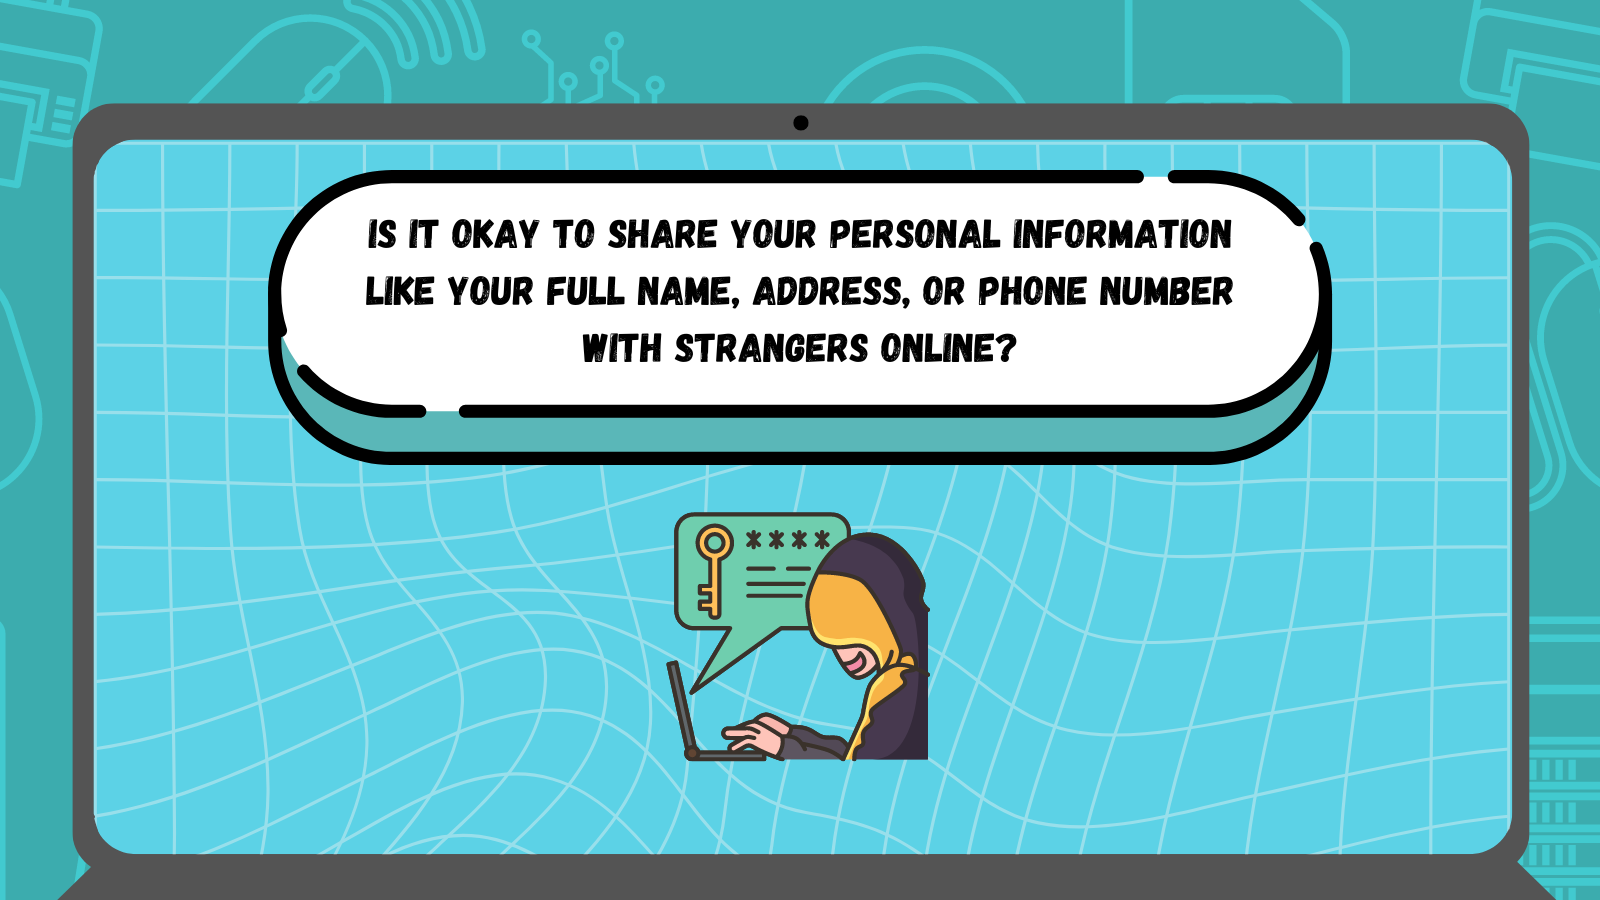 IS IT OKAY TO SHARE YOUR PERSONAL INFORMATION
LIKE YOUR FULL NAME, ADDRESS, OR PHONE NUMBER
WITH STRANGERS ONLINE?
****